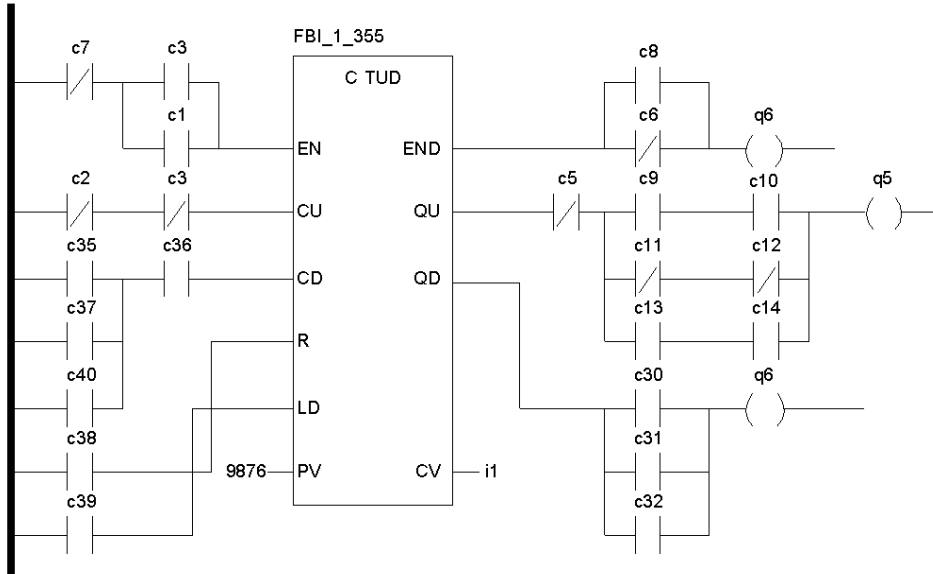 FBI_1_355
c7 c3 C TUD c8
c1 c6 q6
EN END
c2 c3 c5 c9 c10 q5
CU QU
c35 c36 c11 c12
CD QD
c37 c13 c14
R
c40 c30 q6
LD
c38 c31
9876 PV CV i1
c39 c32